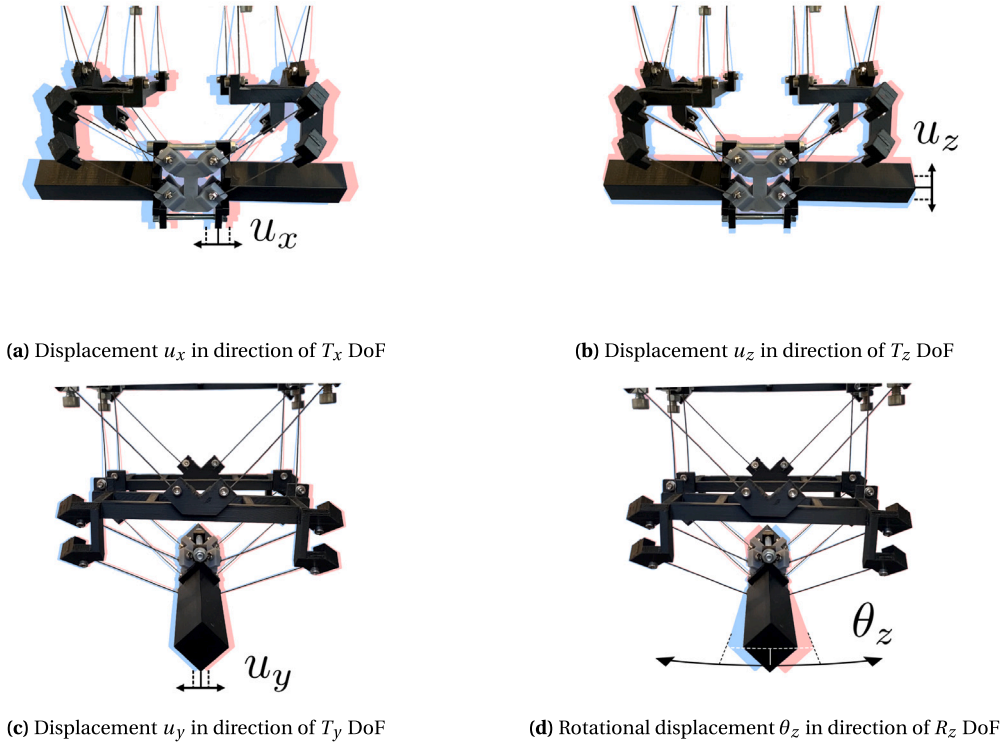 u_x
u_z
(a) Displacement u_x in direction of T_x DoF
(b) Displacement u_z in direction of T_z DoF
u_y
θ_z
(c) Displacement u_y in direction of T_y DoF
(d) Rotational displacement θ_z in direction of R_z DoF